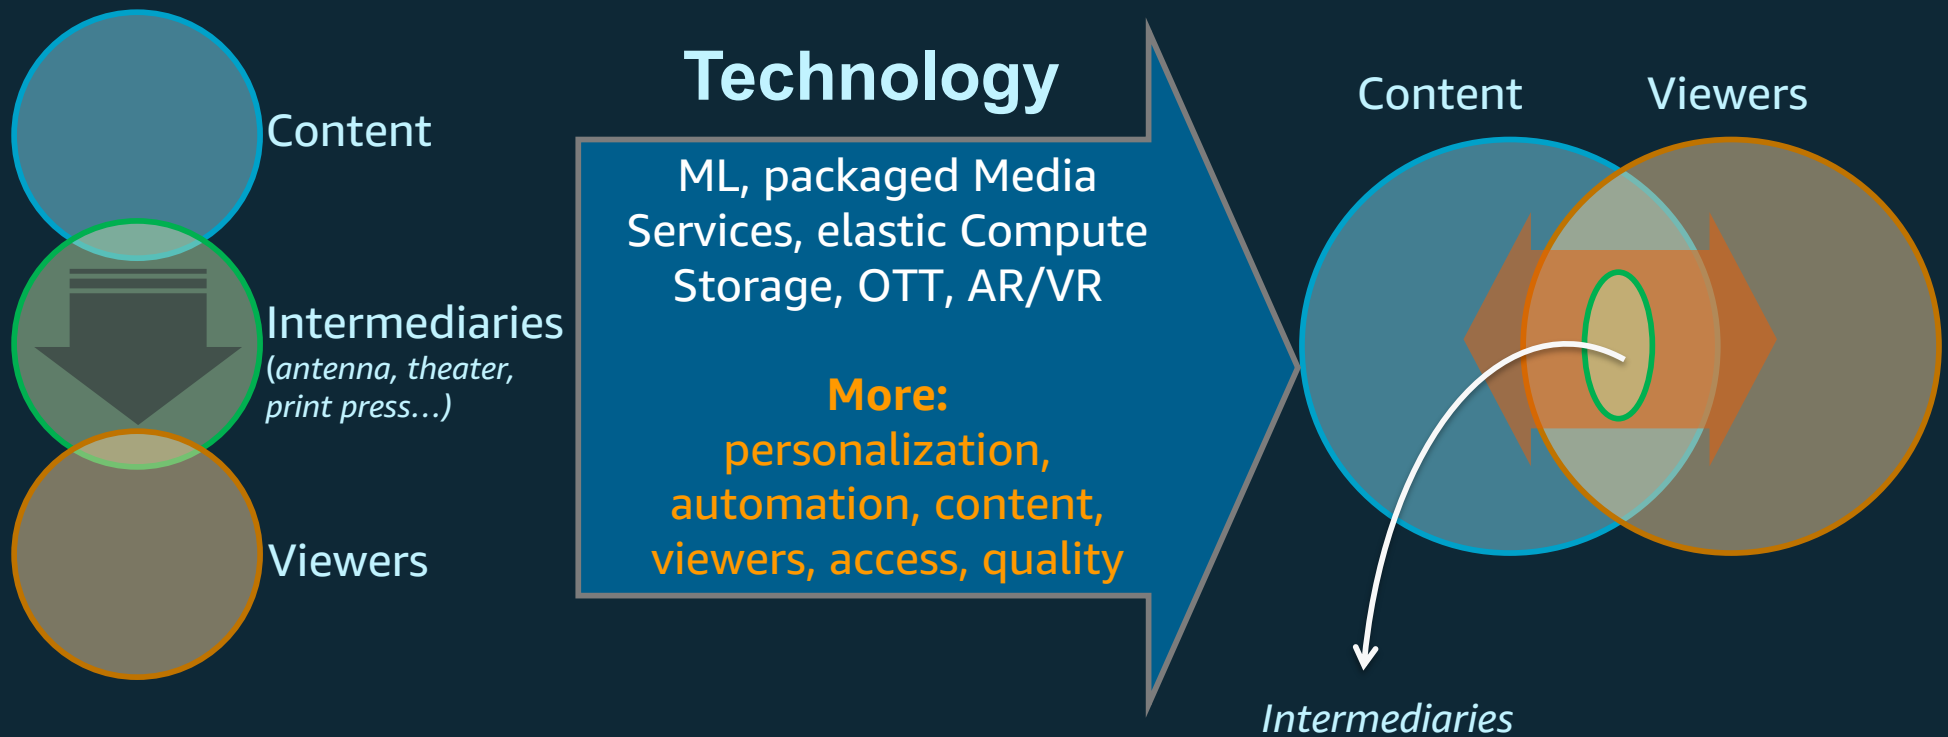 Content
Intermediaries
(antenna, theater,
print press...)
Viewers
Technology
ML, packaged Media
Services, elastic Compute
Storage, OTT, AR/VR
More:
personalization,
automation, content,
viewers, access, quality
Content
Viewers
Intermediaries